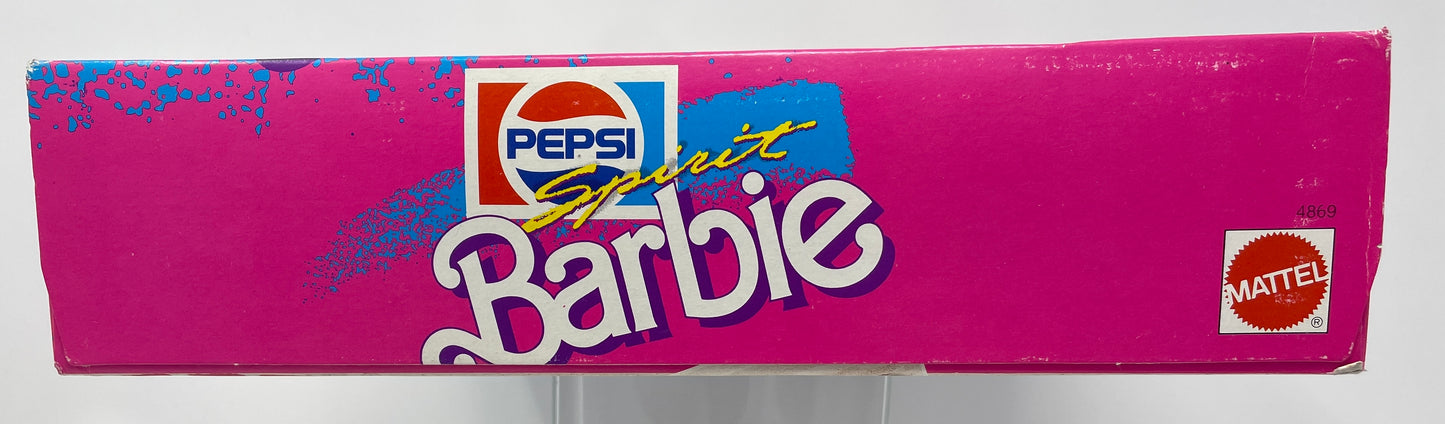 PEPSI
Spirit
Barbie
4869
MATTEL
®